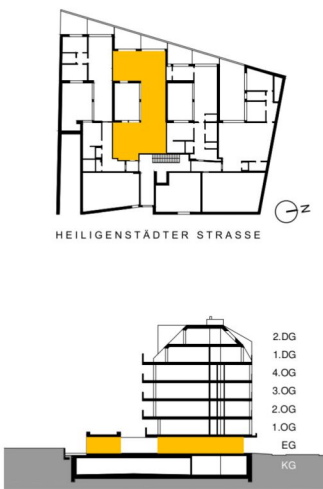 N
HEILIGENSTÄDTER STRASSE
2.DG
1.DG
4.OG
3.OG
2.OG
1.OG
EG
KG